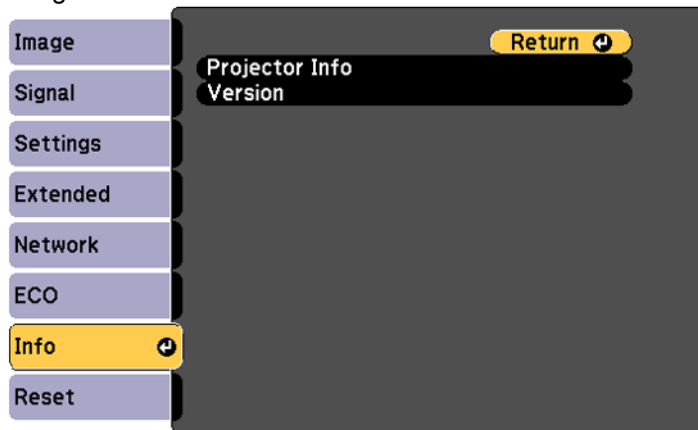 Image
Signal
Settings
Extended
Network
ECO
Info
Reset
Return
Projector Info
Version